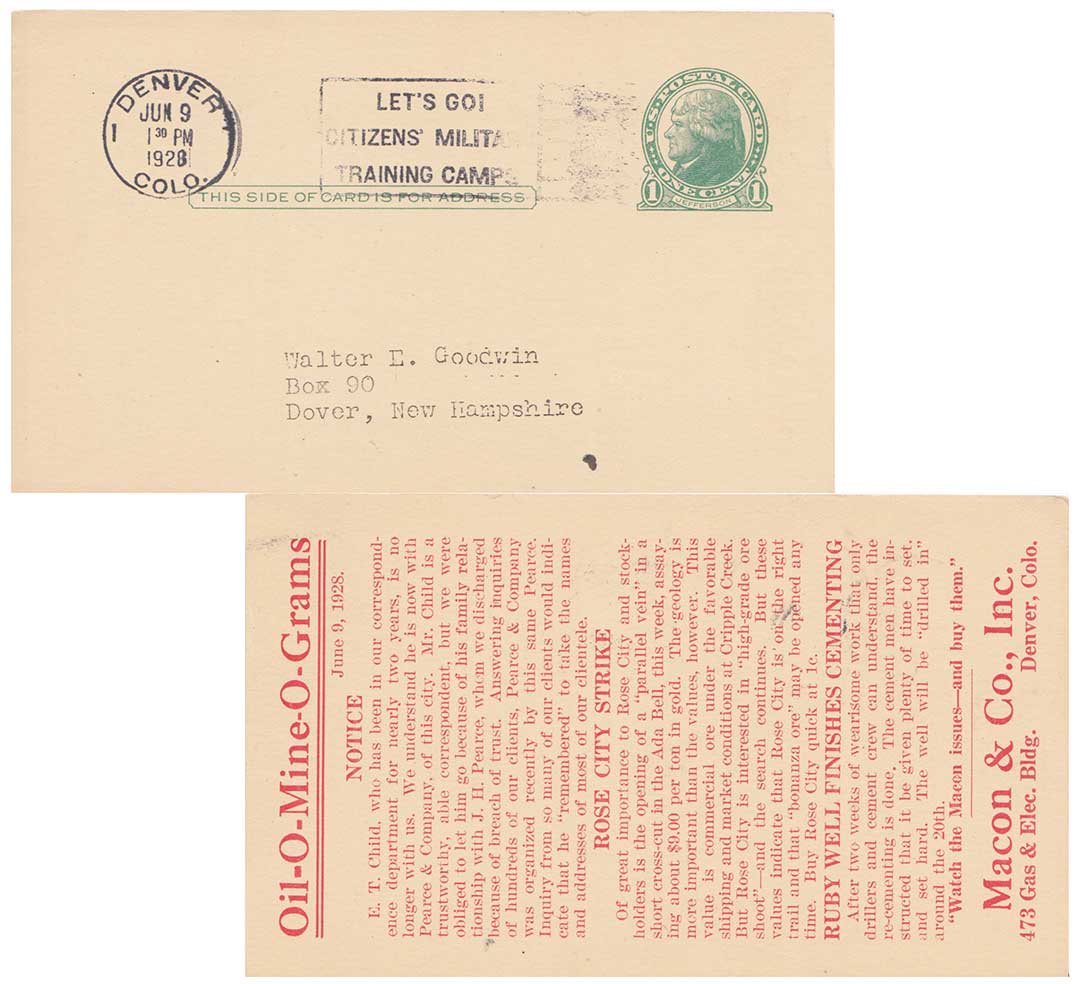 DENVER
JUN 9
1 30 PM
1928
COLO.
1
LET'S GO!
CITIZENS' MILITA
TRAINING CAMPS
U.S. POSTAL CARD
1 ONE CENT 1
JEFFERSON
THIS SIDE OF CARD IS FOR ADDRESS
Walter E. Goodwin
Box 90
Dover, New Hampshire
Oil-O-Mine-O-Grams
June 9, 1928.
NOTICE
E. T. Child, who has been in our correspond-
ence department for nearly two years, is no
longer with us. We understand he is now with
Pearce & Company, of this city. Mr. Child is a
trustworthy, able correspondent, but we were
obliged to let him go because of his family rela-
tionship with J. H. Pearce, whom we discharged
because of breach of trust. Answering inquiries
of hundreds of our clients, Pearce & Company
was organized recently by this same Pearce.
Inquiry from so many of our clients would indi-
cate that he "remembered" to take the names
and addresses of most of our clientele.
ROSE CITY STRIKE
Of great importance to Rose City and stock-
holders is the opening of a "parallel vein" in a
short cross-cut in the Ada Bell, this week, assay-
ing about $9.00 per ton in gold. The geology is
more important than the values, however. This
value is commercial ore under the favorable
shipping and market conditions at Cripple Creek.
But Rose City is interested in "high-grade ore
shoot"—and the search continues. But these
values indicate that Rose City is on the right
trail and that "bonanza ore" may be opened any
time. Buy Rose City quick at 1c.
RUBY WELL FINISHES CEMENTING
After two weeks of wearisome work that only
drillers and cement crew can understand, the
re-cementing is done. The cement men have in-
structed that it be given plenty of time to set,
and set hard. The well will be "drilled in"
around the 20th.
"Watch the Macon issues—and buy them."
Macon & Co., Inc.
473 Gas & Elec. Bldg. Denver, Colo.